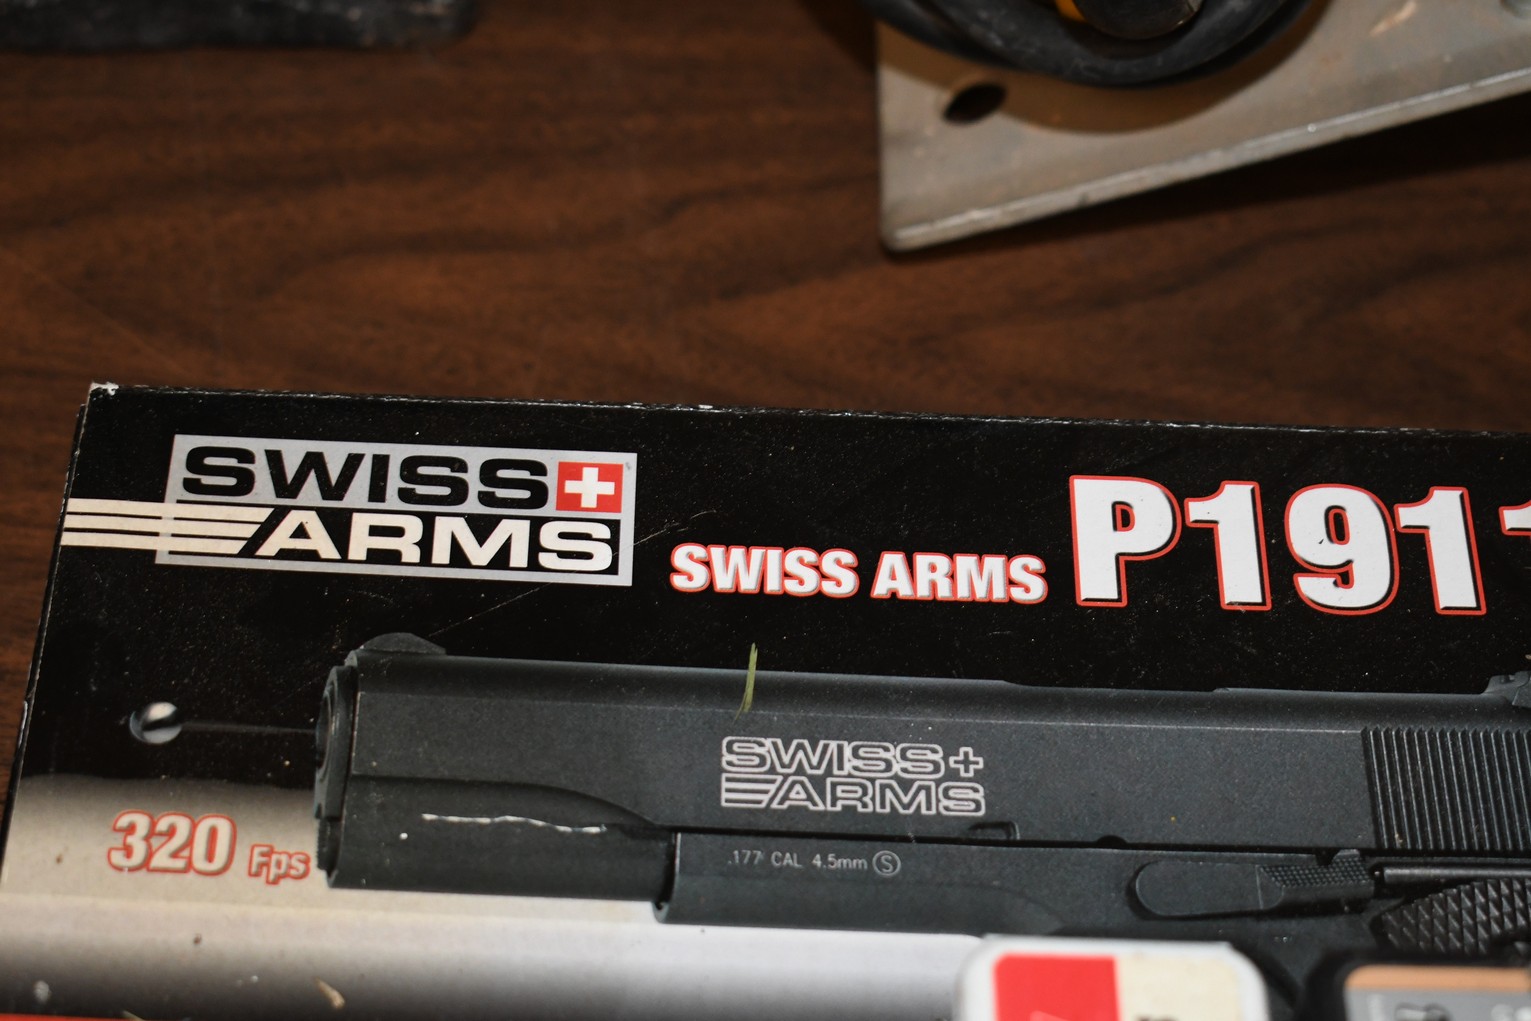 SWISS
ARMS
SWISS ARMS P1911
SWISS
ARMS
320 Fps
.177 CAL 4.5mm S